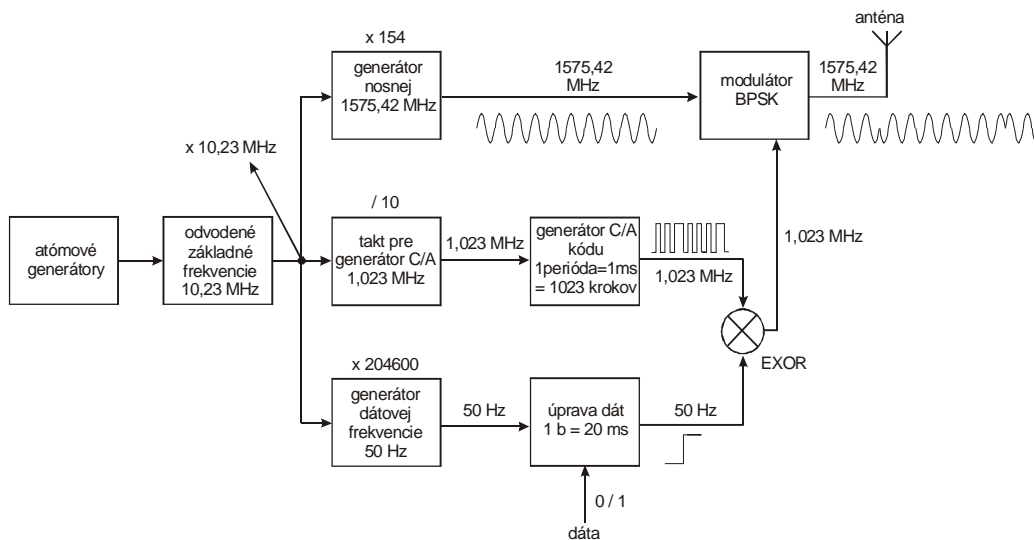 anténa
x 154
generátor
nosnej
1575,42 MHz
1575,42
MHz
modulátor
BPSK
1575,42
MHz
x 10,23 MHz
atómové
generátory
odvodené
základné
frekvencie
10,23 MHz
/ 10
takt pre
generátor C/A
1,023 MHz
1,023 MHz
generátor C/A
kódu
1perióda=1ms
= 1023 krokov
1,023 MHz
1,023 MHz
EXOR
x 204600
generátor
dátovej
frekvencie
50 Hz
50 Hz
úprava dát
1 b = 20 ms
50 Hz
0 / 1
dáta